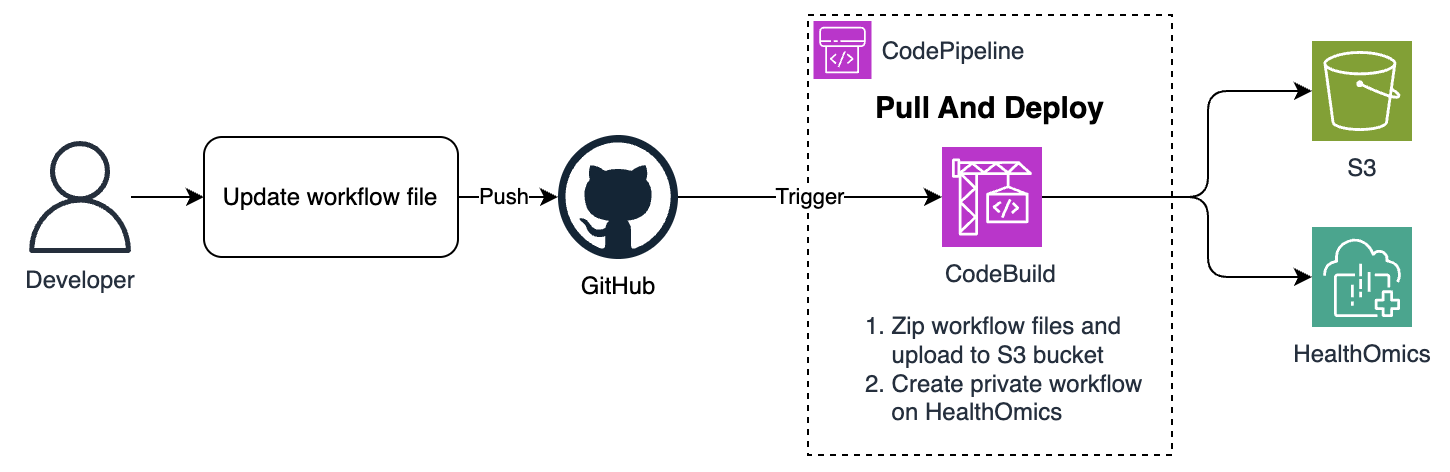 CodePipeline
Pull And Deploy
Developer
Update workflow file
Push
GitHub
Trigger
CodeBuild
1. Zip workflow files and
upload to S3 bucket
2. Create private workflow
on HealthOmics
S3
HealthOmics